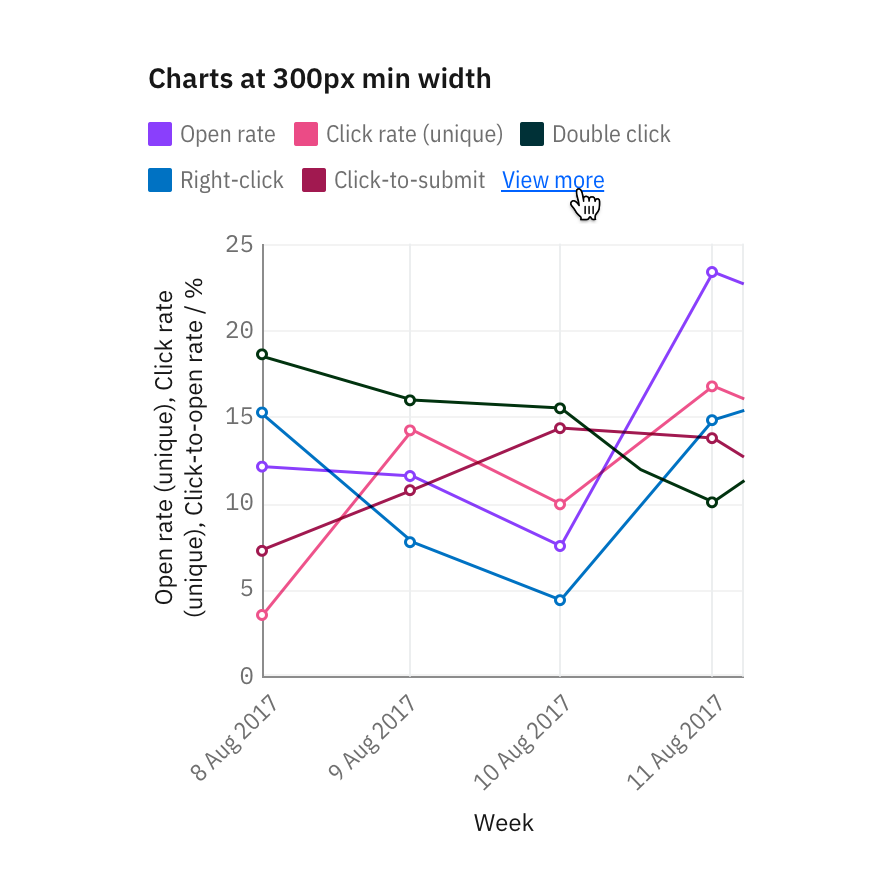 Charts at 300px min width
Open rate Click rate (unique) Double click
Right-click Click-to-submit View more
25
20
15
10
5
0
Open rate (unique), Click rate
(unique), Click-to-open rate / %
8 Aug 2017 9 Aug 2017 10 Aug 2017 11 Aug 2017
Week